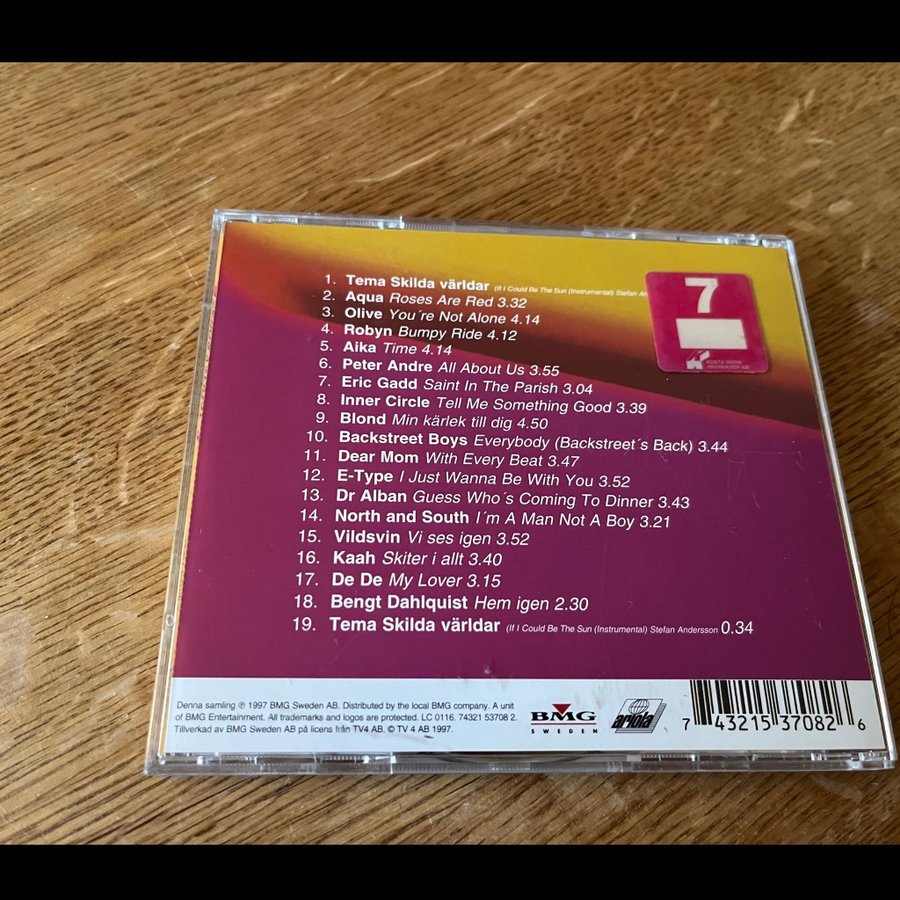 1. Tema Skilda världar (If I Could Be The Sun (Instrumental) Stefan An
2. Aqua Roses Are Red 3.32
3. Olive You´re Not Alone 4.14
4. Robyn Bumpy Ride 4.12
5. Aika Time 4.14
6. Peter Andre All About Us 3.55
7. Eric Gadd Saint In The Parish 3.04
8. Inner Circle Tell Me Something Good 3.39
9. Blond Min kärlek till dig 4.50
10. Backstreet Boys Everybody (Backstreet´s Back) 3.44
11. Dear Mom With Every Beat 3.47
12. E-Type I Just Wanna Be With You 3.52
13. Dr Alban Guess Who´s Coming To Dinner 3.43
14. North and South I´m A Man Not A Boy 3.21
15. Vildsvin Vi ses igen 3.52
16. Kaah Skiter i allt 3.40
17. De De My Lover 3.15
18. Bengt Dahlquist Hem igen 2.30
19. Tema Skilda världar (If I Could Be The Sun (Instrumental) Stefan Andersson 0.34
7
Denna samling ℗ 1997 BMG Sweden AB. Distributed by the local BMG company. A unit
of BMG Entertainment. All trademarks and logos are protected. LC 0116. 74321 53708 2.
Tillverkad av BMG Sweden AB på licens från TV4 AB. © TV 4 AB 1997.
BMG
SWEDEN
ariola
7 43215 37082 6